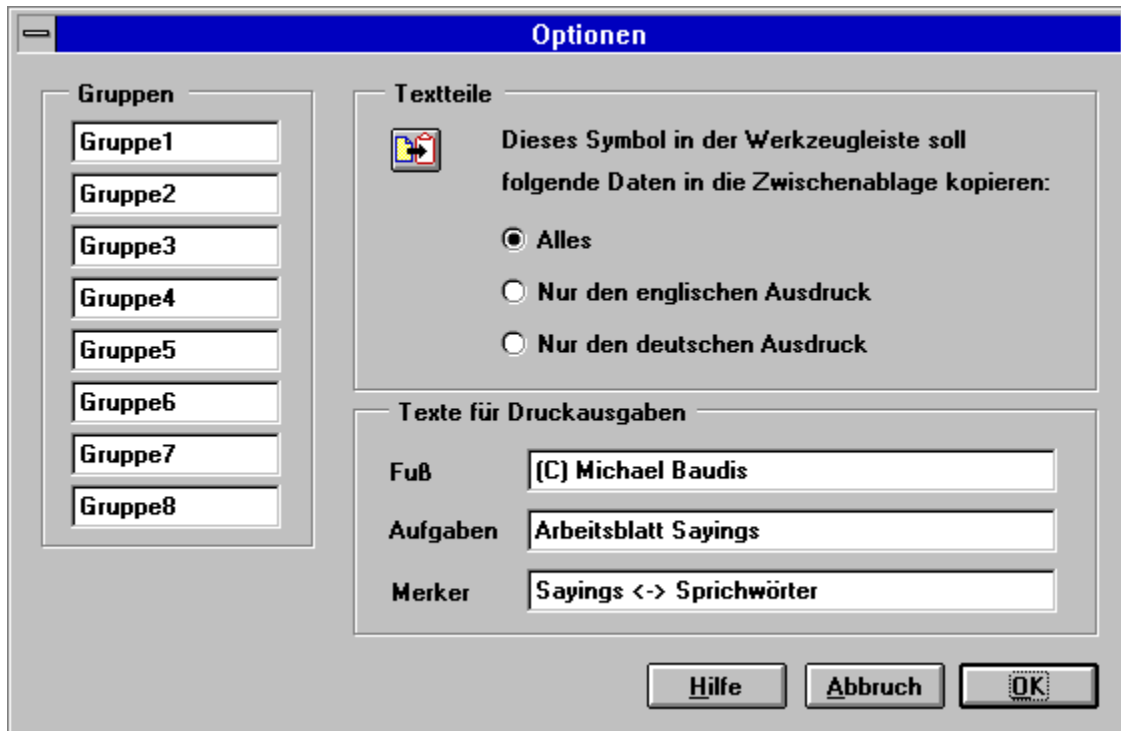 Optionen
Gruppen
Gruppe1
Gruppe2
Gruppe3
Gruppe4
Gruppe5
Gruppe6
Gruppe7
Gruppe8
Textteile
Dieses Symbol in der Werkzeugleiste soll
folgende Daten in die Zwischenablage kopieren:
Alles
Nur den englischen Ausdruck
Nur den deutschen Ausdruck
Texte für Druckausgaben
Fuß (C) Michael Baudis
Aufgaben Arbeitsblatt Sayings
Merker Sayings <-> Sprichwörter
Hilfe Abbruch OK